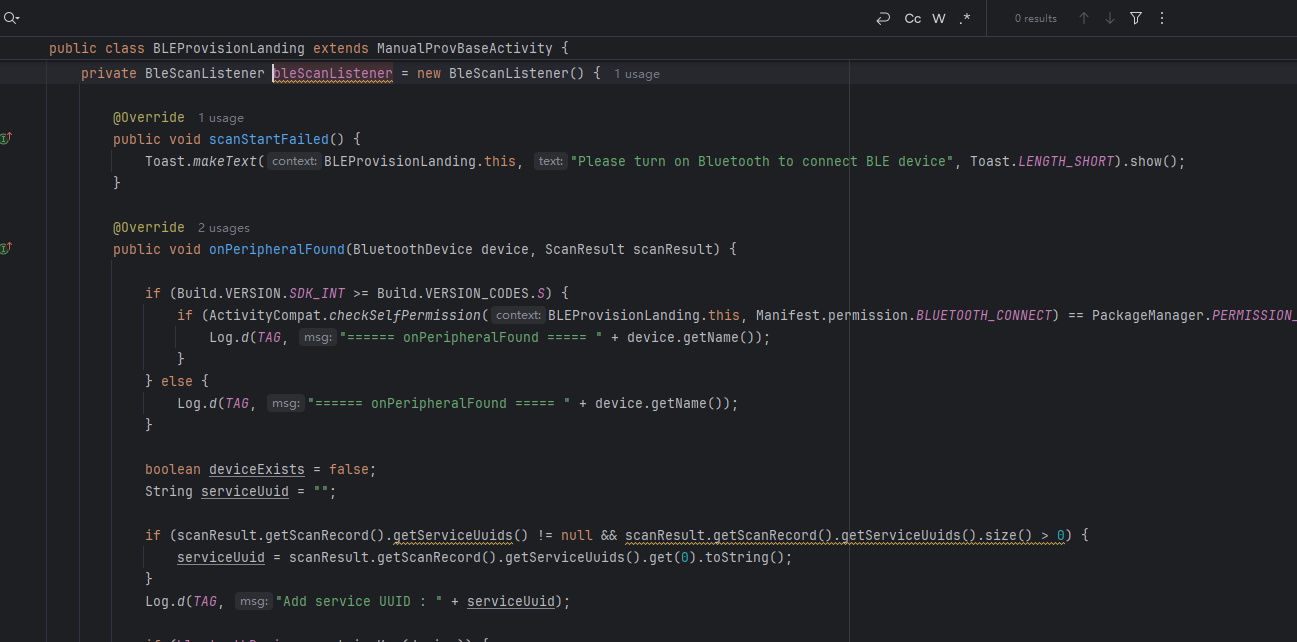 Cc W .* 0 results
public class BLEProvisionLanding extends ManualProvBaseActivity {
private BleScanListener bleScanListener = new BleScanListener() { 1 usage
@Override 1 usage
public void scanStartFailed() {
Toast.makeText( context: BLEProvisionLanding.this, text: "Please turn on Bluetooth to connect BLE device", Toast.LENGTH_SHORT).show();
}
@Override 2 usages
public void onPeripheralFound(BluetoothDevice device, ScanResult scanResult) {
if (Build.VERSION.SDK_INT >= Build.VERSION_CODES.S) {
if (ActivityCompat.checkSelfPermission( context: BLEProvisionLanding.this, Manifest.permission.BLUETOOTH_CONNECT) == PackageManager.PERMISSION_
Log.d(TAG, msg: "====== onPeripheralFound ===== " + device.getName());
}
} else {
Log.d(TAG, msg: "====== onPeripheralFound ===== " + device.getName());
}
boolean deviceExists = false;
String serviceUuid = "";
if (scanResult.getScanRecord().getServiceUuids() != null && scanResult.getScanRecord().getServiceUuids().size() > 0) {
serviceUuid = scanResult.getScanRecord().getServiceUuids().get(0).toString();
}
Log.d(TAG, msg: "Add service UUID : " + serviceUuid);